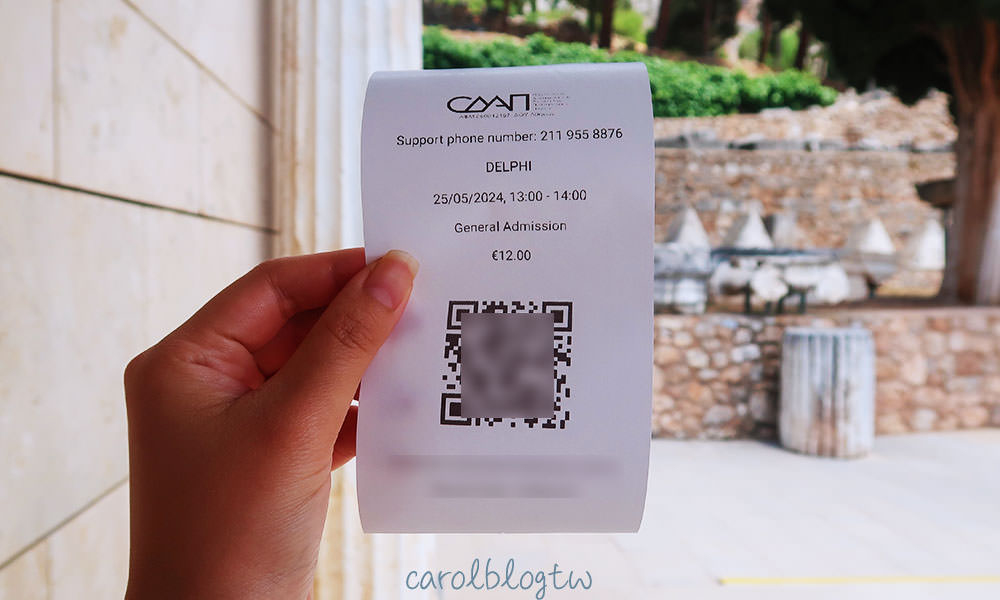 Support phone number: 211 955 8876
DELPHI
25/05/2024, 13:00 - 14:00
General Admission
€12.00
carolblogtw